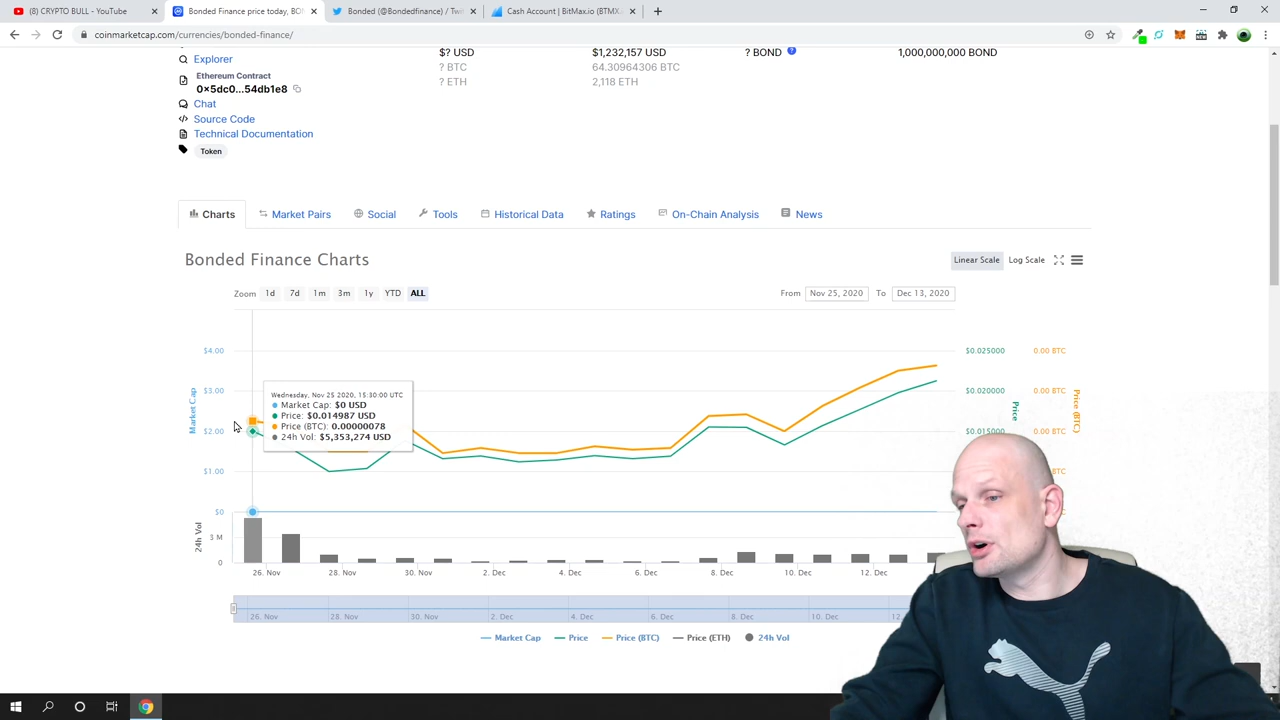 (8) CRYPTO BULL - YouTube
Bonded Finance price today, BON
Bonded (@Bondedfinance) / Twit
Cash Account | BitMax.io (BTMX.
coinmarketcap.com/currencies/bonded-finance/
Explorer
Ethereum Contract
0x5dc0...54db1e8
Chat
Source Code
Technical Documentation
Token
$? USD
? BTC
? ETH
$1,232,157 USD
64.30964306 BTC
2,118 ETH
? BOND
1,000,000,000 BOND
Charts
Market Pairs
Social
Tools
Historical Data
Ratings
On-Chain Analysis
News
Bonded Finance Charts
Linear Scale
Log Scale
Zoom 1d 7d 1m 3m 1y YTD ALL
From Nov 25, 2020 To Dec 13, 2020
$4.00
$3.00
$2.00
$1.00
$0
Market Cap
Wednesday, Nov 25 2020, 15:30:00 UTC
Market Cap: $0 USD
Price: $0.014987 USD
Price (BTC): 0.00000078
24h Vol: $5,353,274 USD
$0.025000
$0.020000
$0.015000
Price
0.00 BTC
0.00 BTC
0.00 BTC
Price (BTC)
24h Vol
3 M
0
26. Nov 28. Nov 30. Nov 2. Dec 4. Dec 6. Dec 8. Dec 10. Dec 12. Dec
26. Nov 28. Nov 30. Nov 2. Dec 4. Dec 6. Dec 8. Dec 10. Dec 12.
Market Cap Price Price (BTC) Price (ETH) 24h Vol